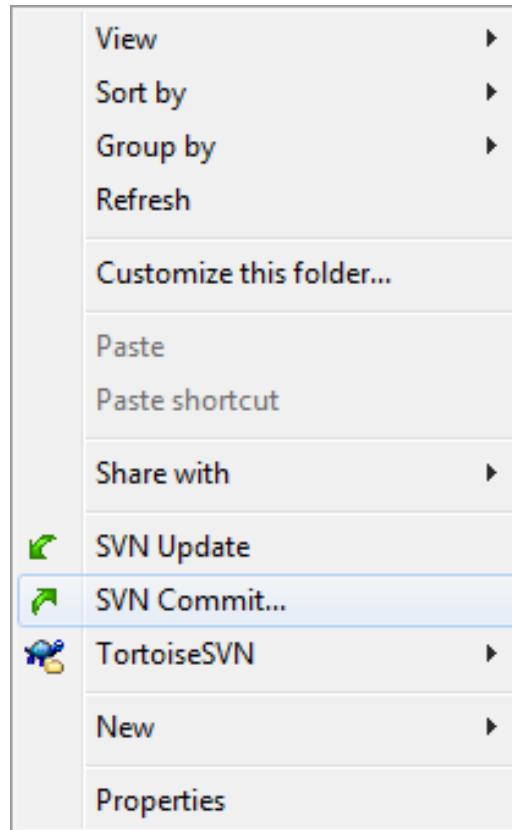 View
Sort by
Group by
Refresh
Customize this folder...
Paste
Paste shortcut
Share with
SVN Update
SVN Commit...
TortoiseSVN
New
Properties